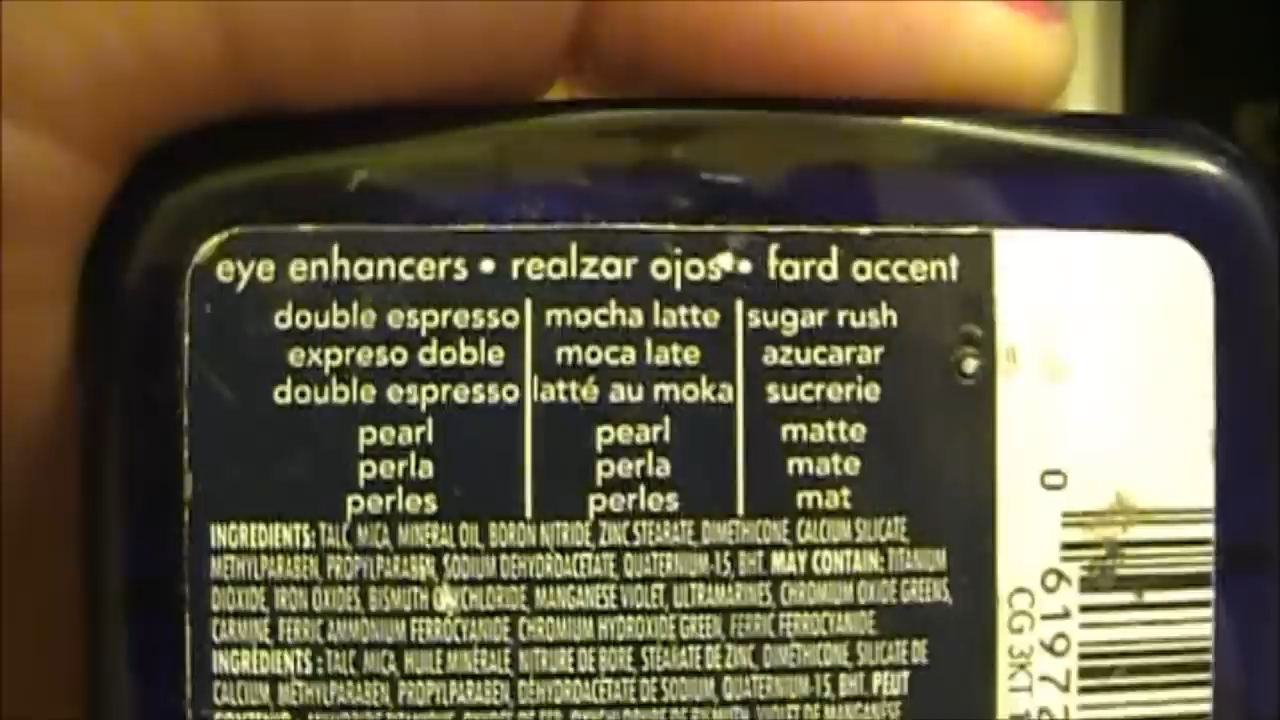 eye enhancers • realzar ojos • fard accent
double espresso mocha latte sugar rush
expreso doble moca late azucarar
double espresso latté au moka sucrerie
pearl pearl matte
perla perla mate
perles perles mat
INGREDIENTS: TALC, MICA, MINERAL OIL, BORON NITRIDE, ZINC STEARATE, DIMETHICONE, CALCIUM SILICATE,
METHYLPARABEN, PROPYLPARABEN, SODIUM DEHYDROACETATE, QUATERNIUM-15, BHT. MAY CONTAIN: TITANIUM
DIOXIDE, IRON OXIDES, BISMUTH OXYCHLORIDE, MANGANESE VIOLET, ULTRAMARINES, CHROMIUM OXIDE GREENS,
CARMINE, FERRIC AMMONIUM FERROCYANIDE, CHROMIUM HYDROXIDE GREEN, FERRIC FERROCYANIDE.
INGRÉDIENTS : TALC, MICA, HUILE MINÉRALE, NITRURE DE BORE, STÉARATE DE ZINC, DIMÉTHICONE, SILICATE DE
CALCIUM, MÉTHYLPARABEN, PROPYLPARABEN, DÉHYDROACÉTATE DE SODIUM, QUATERNIUM-15, BHT. PEUT
0 6197
CG 3KT